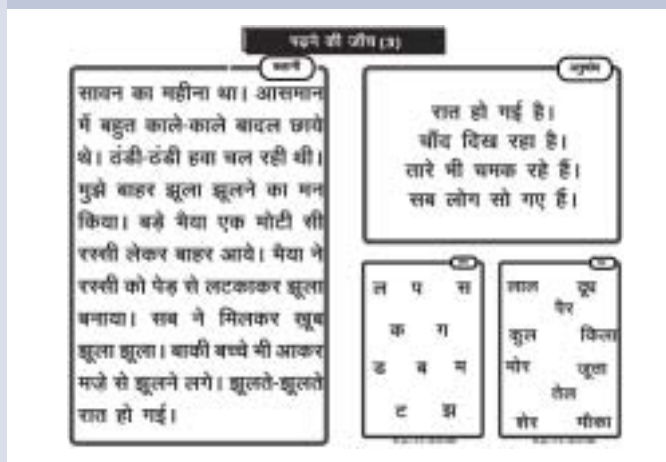 पढ़ने की जाँच (3)
कहानी
सावन का महीना था। आसमान
में बहुत काले-काले बादल छाये
थे। ठंडी-ठंडी हवा चल रही थी।
मुझे बाहर झूला झूलने का मन
किया। बड़े भैया एक मोटी सी
रस्सी लेकर बाहर आये। भैया ने
रस्सी को पेड़ से लटकाकर झूला
बनाया। सब ने मिलकर खूब
झूला झूला। बाकी बच्चे भी आकर
मजे से झूलने लगे। झूलते-झूलते
रात हो गई।
अनुच्छेद
रात हो गई है।
चाँद दिख रहा है।
तारे भी चमक रहे हैं।
सब लोग सो गए हैं।
ल प स
क ग
ड ब म
ट झ
लाल दूध
पैर
कुल किला
मोर जूता
तेल
शेर मौका